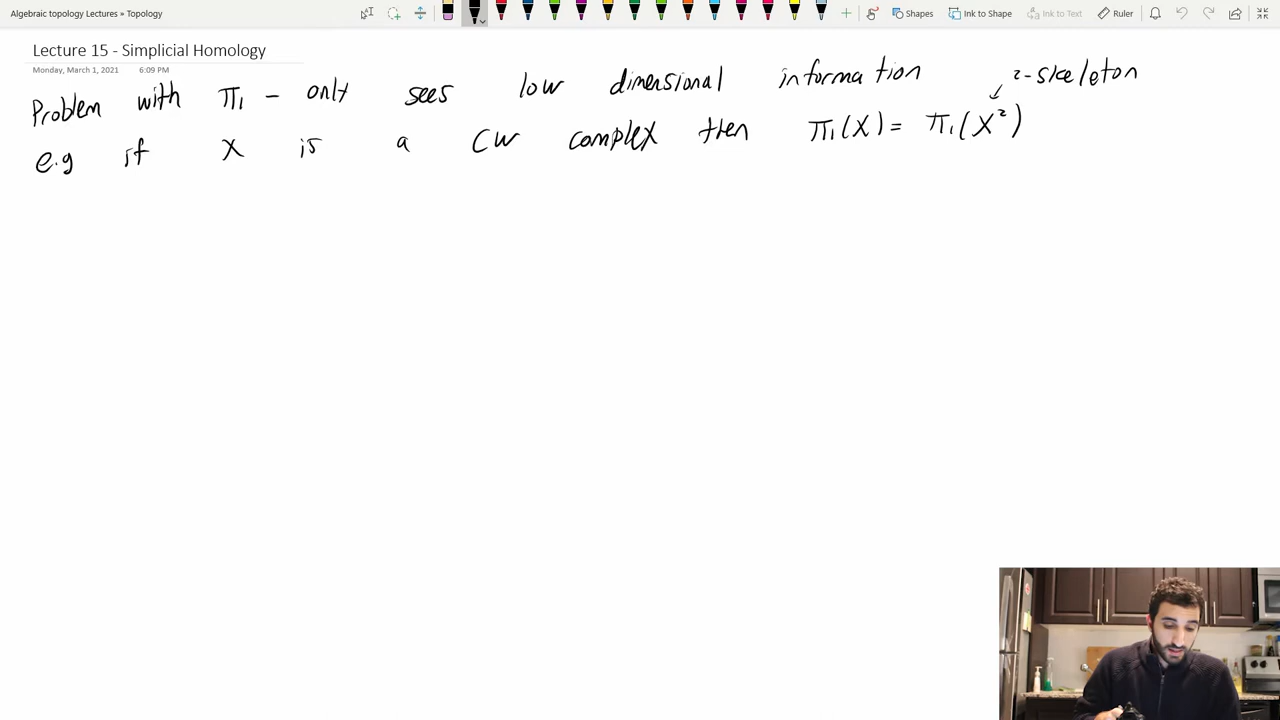 Algebraic topology Lectures » Topology
Shapes Ink to Shape Ink to Text Ruler
Lecture 15 - Simplicial Homology
Monday, March 1, 2021 6:09 PM
Problem with π₁ - only sees low dimensional information
2-skeleton
e.g if X is a CW complex then π₁(X) = π₁(X²)